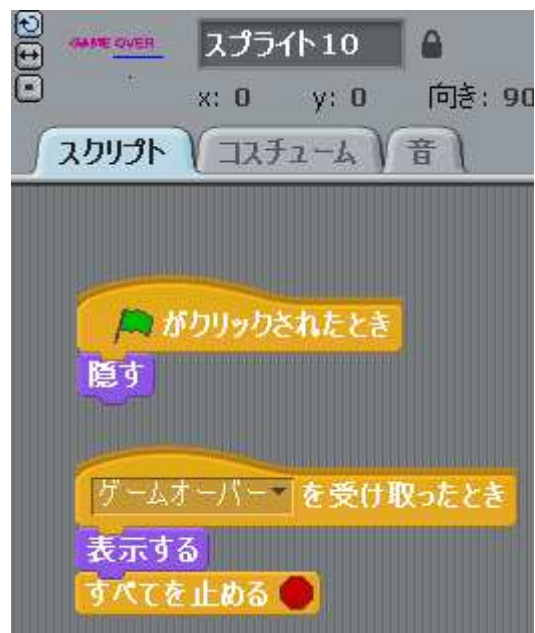 GAME OVER
スプライト10
x: 0 y: 0 向き: 90
スクリプト コスチューム 音
がクリックされたとき
隠す
ゲームオーバー を受け取ったとき
表示する
すべてを止める